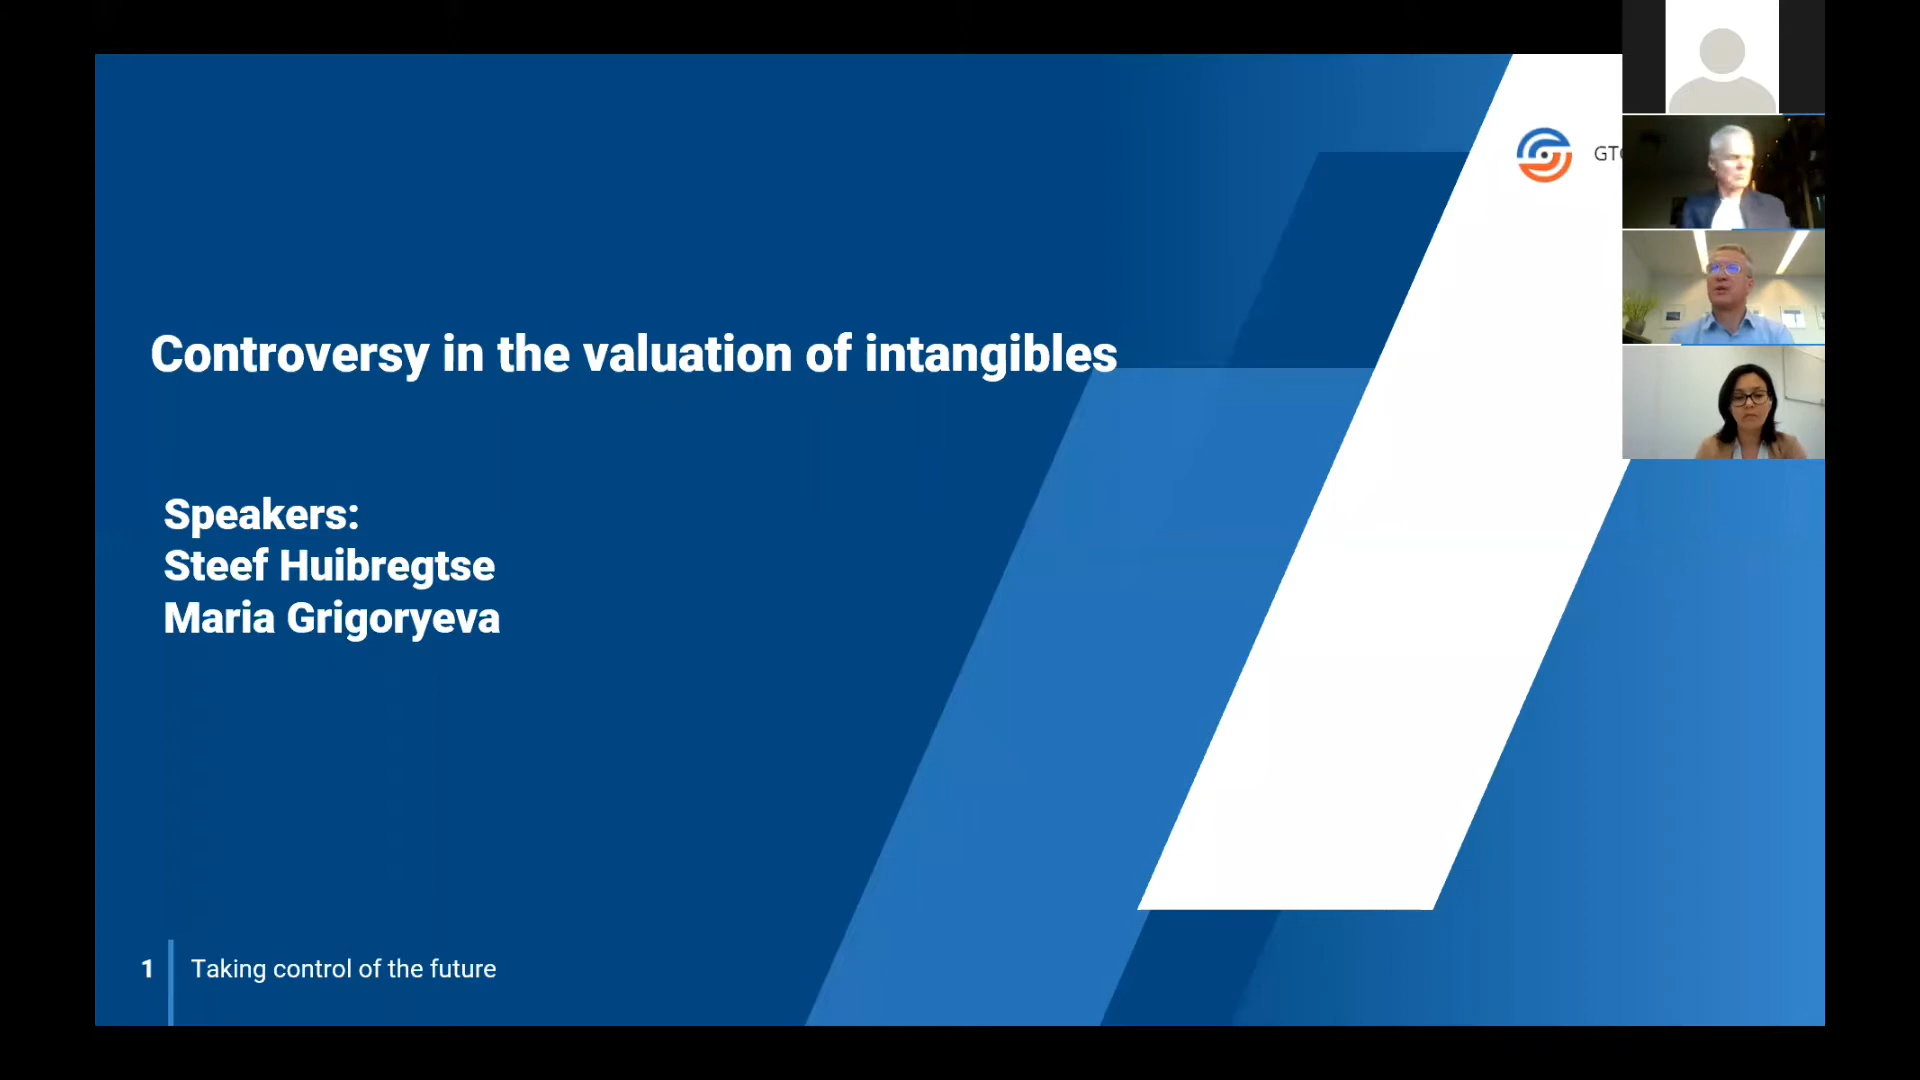 GT
Controversy in the valuation of intangibles
Speakers:
Steef Huibregtse
Maria Grigoryeva
1
Taking control of the future